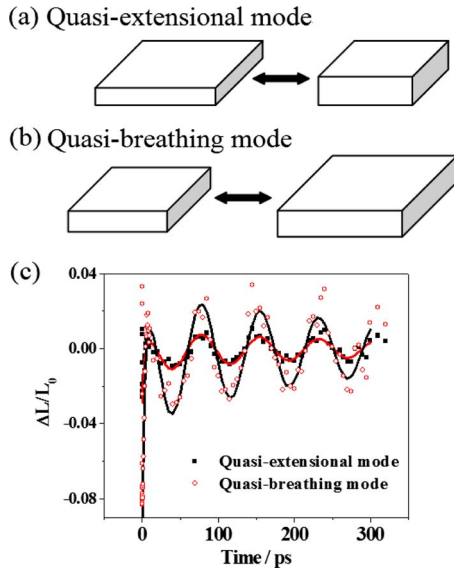 (a) Quasi-extensional mode
(b) Quasi-breathing mode
(c)
0.04
0.00
-0.04
-0.08
ΔL/L0
Quasi-extensional mode
Quasi-breathing mode
0 100 200 300
Time / ps